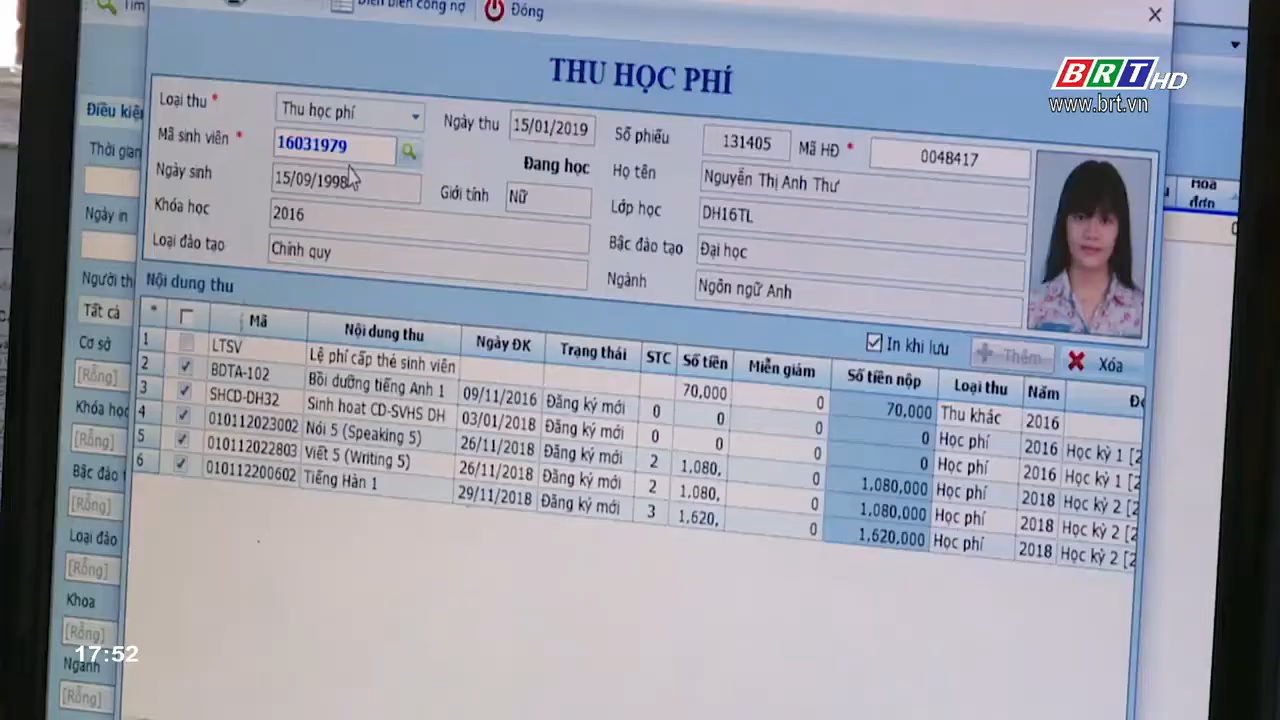 Tìm
Diễn biến công nợ
Đóng
THU HỌC PHÍ
BRT HD
www.brt.vn
Loại thu * Thu học phí Ngày thu 15/01/2019 Số phiếu 131405 Mã HĐ * 0048417
Mã sinh viên * 16031979 Đang học Họ tên Nguyễn Thị Anh Thư
Ngày sinh 15/09/1998 Giới tính Nữ Lớp học DH16TL
Khóa học 2016 Bậc đào tạo Đại học
Loại đào tạo Chính quy Ngành Ngôn ngữ Anh
Nội dung thu
In khi lưu Thêm Xóa
* Mã Nội dung thu Ngày ĐK Trạng thái STC Số tiền Miễn giảm Số tiền nộp Loại thu Năm
1 LTSV Lệ phí cấp thẻ sinh viên 70,000 0 70,000 Thu khác 2016
2 BDTA-102 Bồi dưỡng tiếng Anh 1 09/11/2016 Đăng ký mới 0 0 0 0 Học phí 2016 Học kỳ 1 [2
3 SHCD-DH32 Sinh hoat CD-SVHS DH 03/01/2018 Đăng ký mới 0 0 0 0 Học phí 2016 Học kỳ 1 [2
4 010112023002 Nói 5 (Speaking 5) 26/11/2018 Đăng ký mới 2 1,080, 0 1,080,000 Học phí 2018 Học kỳ 2 [2
5 010112022803 Viết 5 (Writing 5) 26/11/2018 Đăng ký mới 2 1,080, 0 1,080,000 Học phí 2018 Học kỳ 2 [2
6 010112200602 Tiếng Hàn 1 29/11/2018 Đăng ký mới 3 1,620, 0 1,620,000 Học phí 2018 Học kỳ 2 [2
Điều kiện
Thời gian
Ngày in
Người th
Tất cả
Cơ sở
[Rỗng]
Khóa học
[Rỗng]
Bậc đào t
[Rỗng]
Loại đào
[Rỗng]
Khoa
[Rỗng]
Ngành
[Rỗng]
Hóa
đơn
17:52